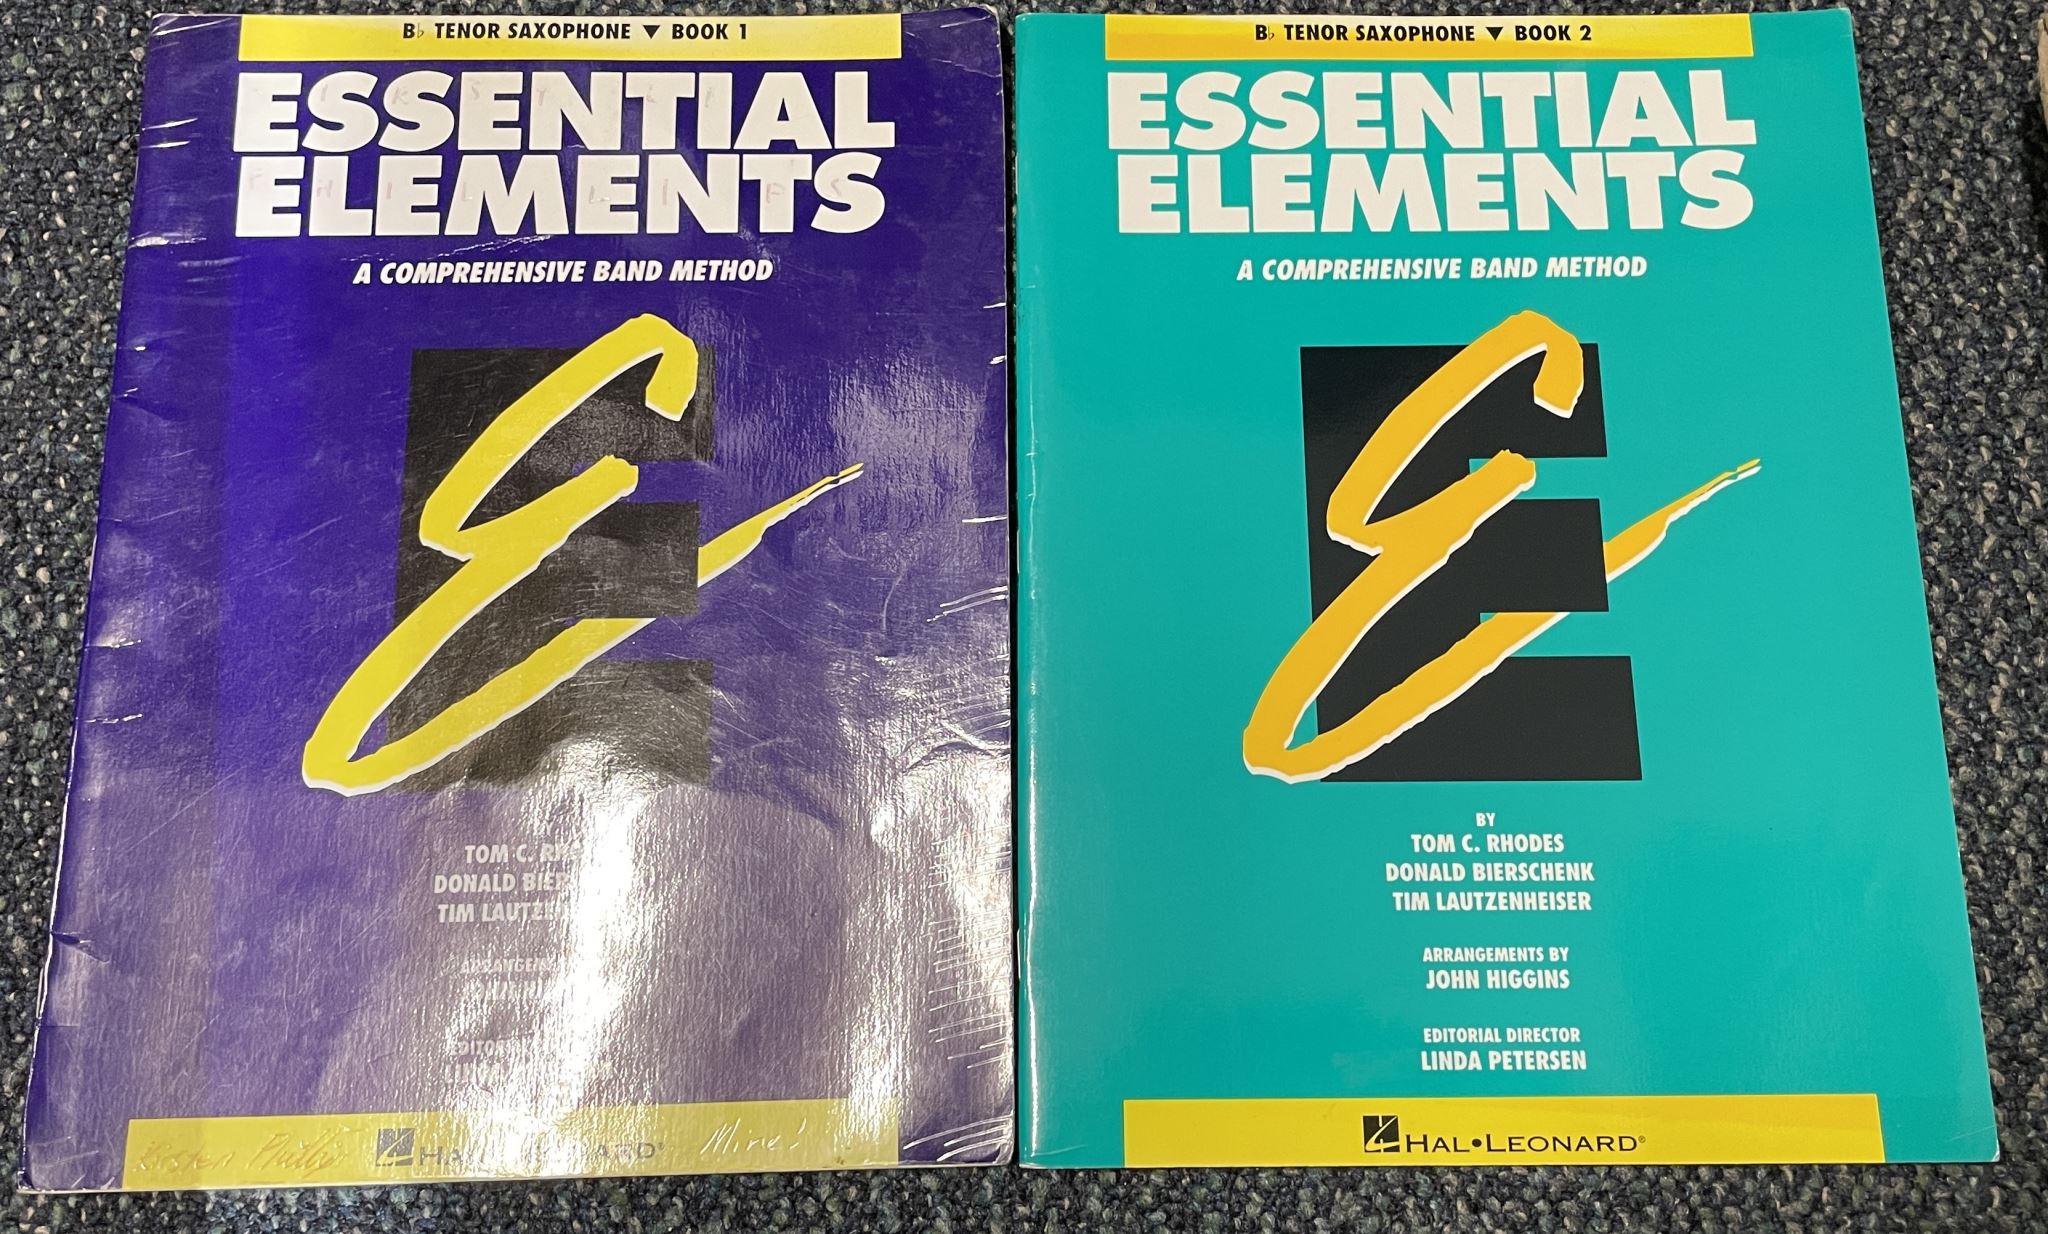 B♭ TENOR SAXOPHONE ▼ BOOK 1
ESSENTIAL
ELEMENTS
A COMPREHENSIVE BAND METHOD
E
TOM C.
DONALD
TIM
Mine!
B♭ TENOR SAXOPHONE ▼ BOOK 2
ESSENTIAL
ELEMENTS
A COMPREHENSIVE BAND METHOD
E
BY
TOM C. RHODES
DONALD BIERSCHENK
TIM LAUTZENHEISER
ARRANGEMENTS BY
JOHN HIGGINS
EDITORIAL DIRECTOR
LINDA PETERSEN
HAL•LEONARD®